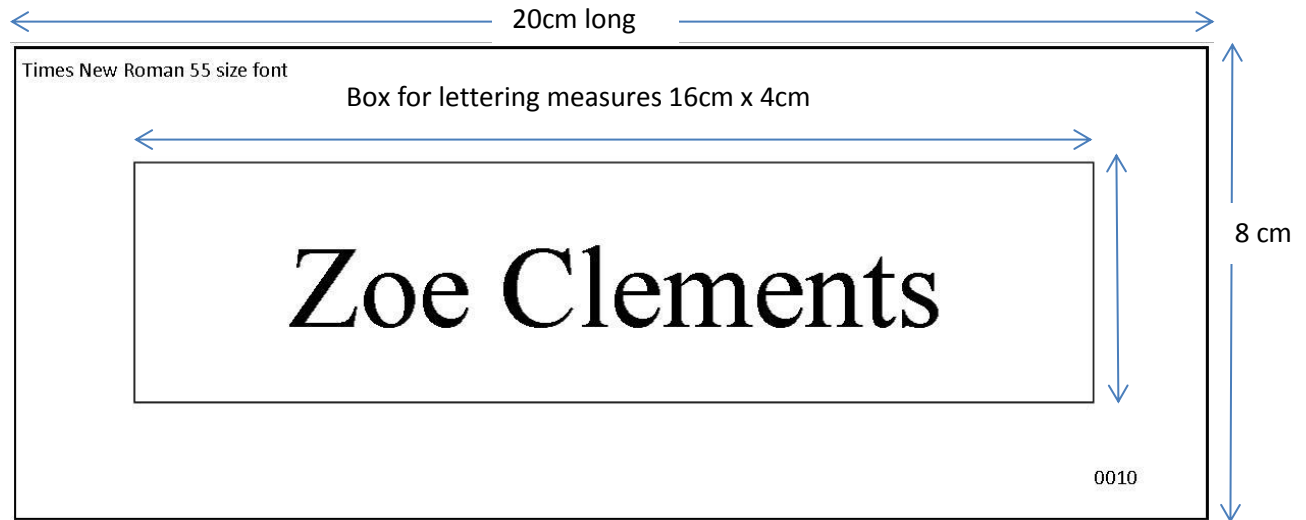 20cm long
Times New Roman 55 size font
Box for lettering measures 16cm x 4cm
8 cm
Zoe Clements
0010